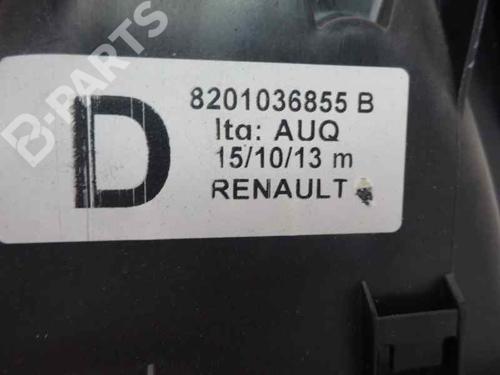 B-PARTS
D
8201036855 B
Ita: AUQ
15/10/13 m
RENAULT